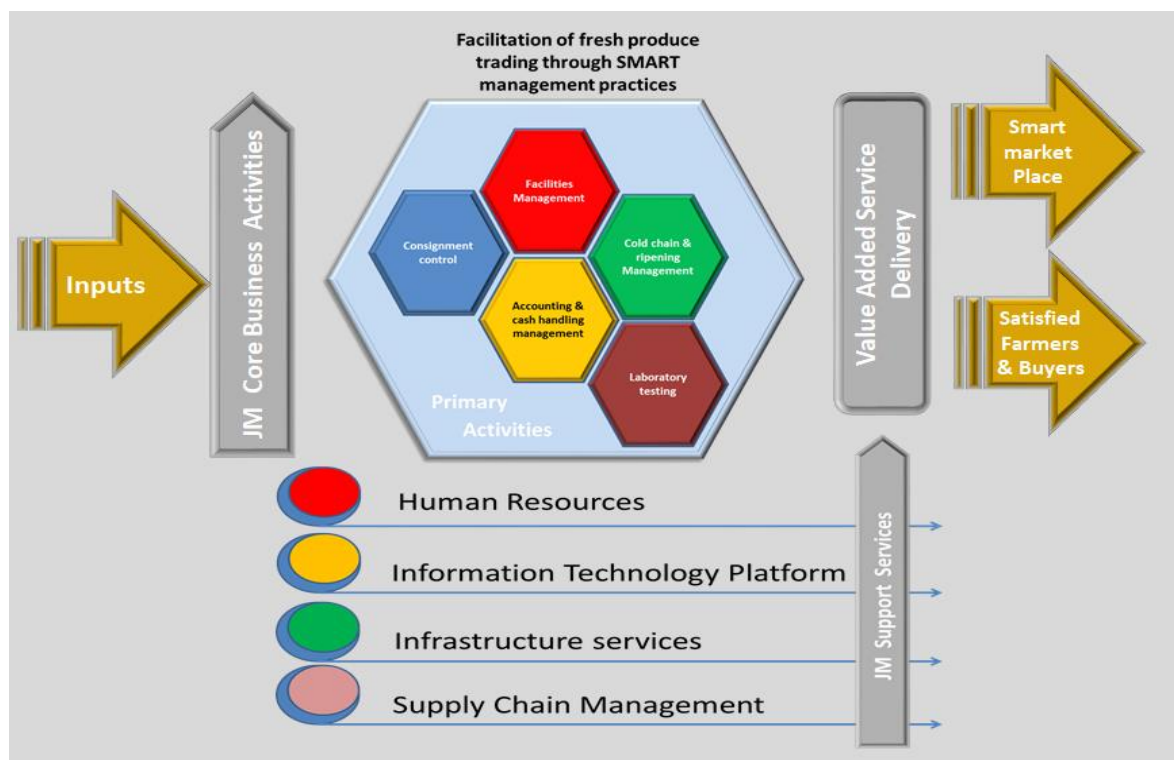 Facilitation of fresh produce
trading through SMART
management practices
Inputs
JM Core Business Activities
Facilities
Management
Consignment
control
Cold chain &
ripening
Management
Accounting &
cash handling
management
Laboratory
testing
Primary
Activities
Value Added Service
Delivery
Smart
market
Place
Satisfied
Farmers
& Buyers
Human Resources
Information Technology Platform
Infrastructure services
Supply Chain Management
JM Support Services